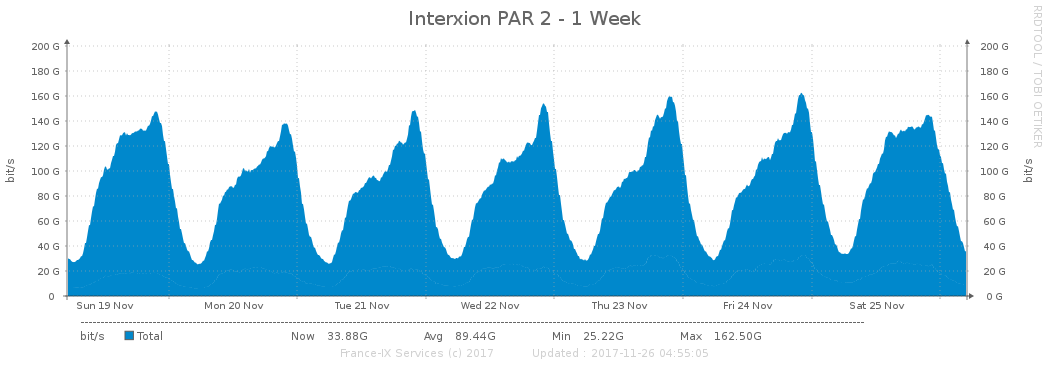 Interxion PAR 2 - 1 Week
RRDTOOL / TOBI OETIKER
200 G 200 G
180 G 180 G
160 G 160 G
140 G 140 G
120 G 120 G
100 G 100 G
80 G 80 G
60 G 60 G
40 G 40 G
20 G 20 G
0 0 G
bit/s bit/s
Sun 19 Nov Mon 20 Nov Tue 21 Nov Wed 22 Nov Thu 23 Nov Fri 24 Nov Sat 25 Nov
bit/s Total Now 33.88G Avg 89.44G Min 25.22G Max 162.50G
France-IX Services (c) 2017 Updated : 2017-11-26 04:55:05